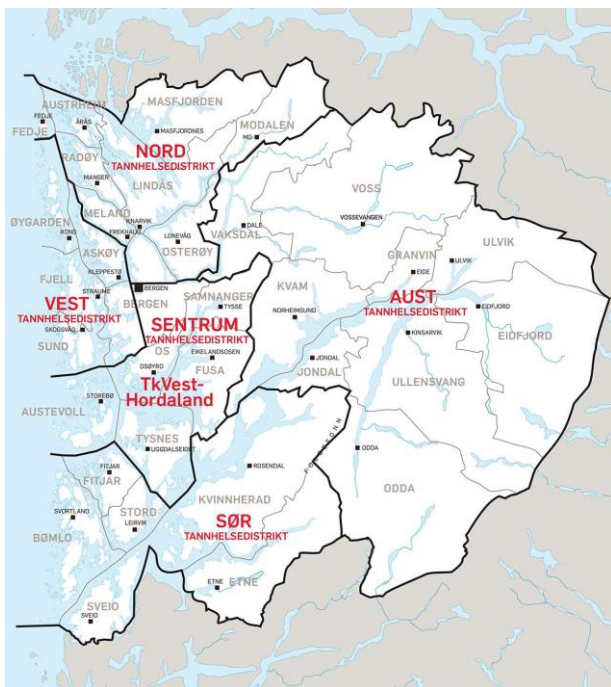 MASFJORDEN
AUSTRHEIM
FEDJE
ÅRÅS
MASFJORDNES
MODALEN
MO
FEDJE
RADØY
NORD
TANNHELSEDISTRIKT
MANGER
LINDÅS
VOSS
MELAND
KNARVIK
FREKHAUG
LONEVÅG
OSTERØY
ØYGARDEN
RONG
ASKØY
VAKSDAL
DALE
VOSSEVANGEN
ULVIK
GRANVIN
EIDE
ULVIK
FJELL
KLEPPESTØ
STRAUME
BERGEN
BERGEN
SAMNANGER
TYSSE
KVAM
VEST
TANNHELSEDISTRIKT
SKOGSVÅG
SUND
SENTRUM
TANNHELSEDISTRIKT
NORHEIMSUND
AUST
TANNHELSEDISTRIKT
EIDFJORD
KINSARVIK
EIDFJORD
OS
EIKELANDSOSEN
OSØYRO
FUSA
JONDAL
JONDAL
TkVest-
Hordaland
ULLENSVANG
STOREBØ
AUSTEVOLL
TYSNES
UGGDALSEIDET
ODDA
ODDA
FITJAR
FITJAR
ROSENDAL
KVINNHERAD
SVORTLAND
STORD
LEIRVIK
BØMLO
SØR
TANNHELSEDISTRIKT
ETNE
ETNE
SVEIO
SVEIO